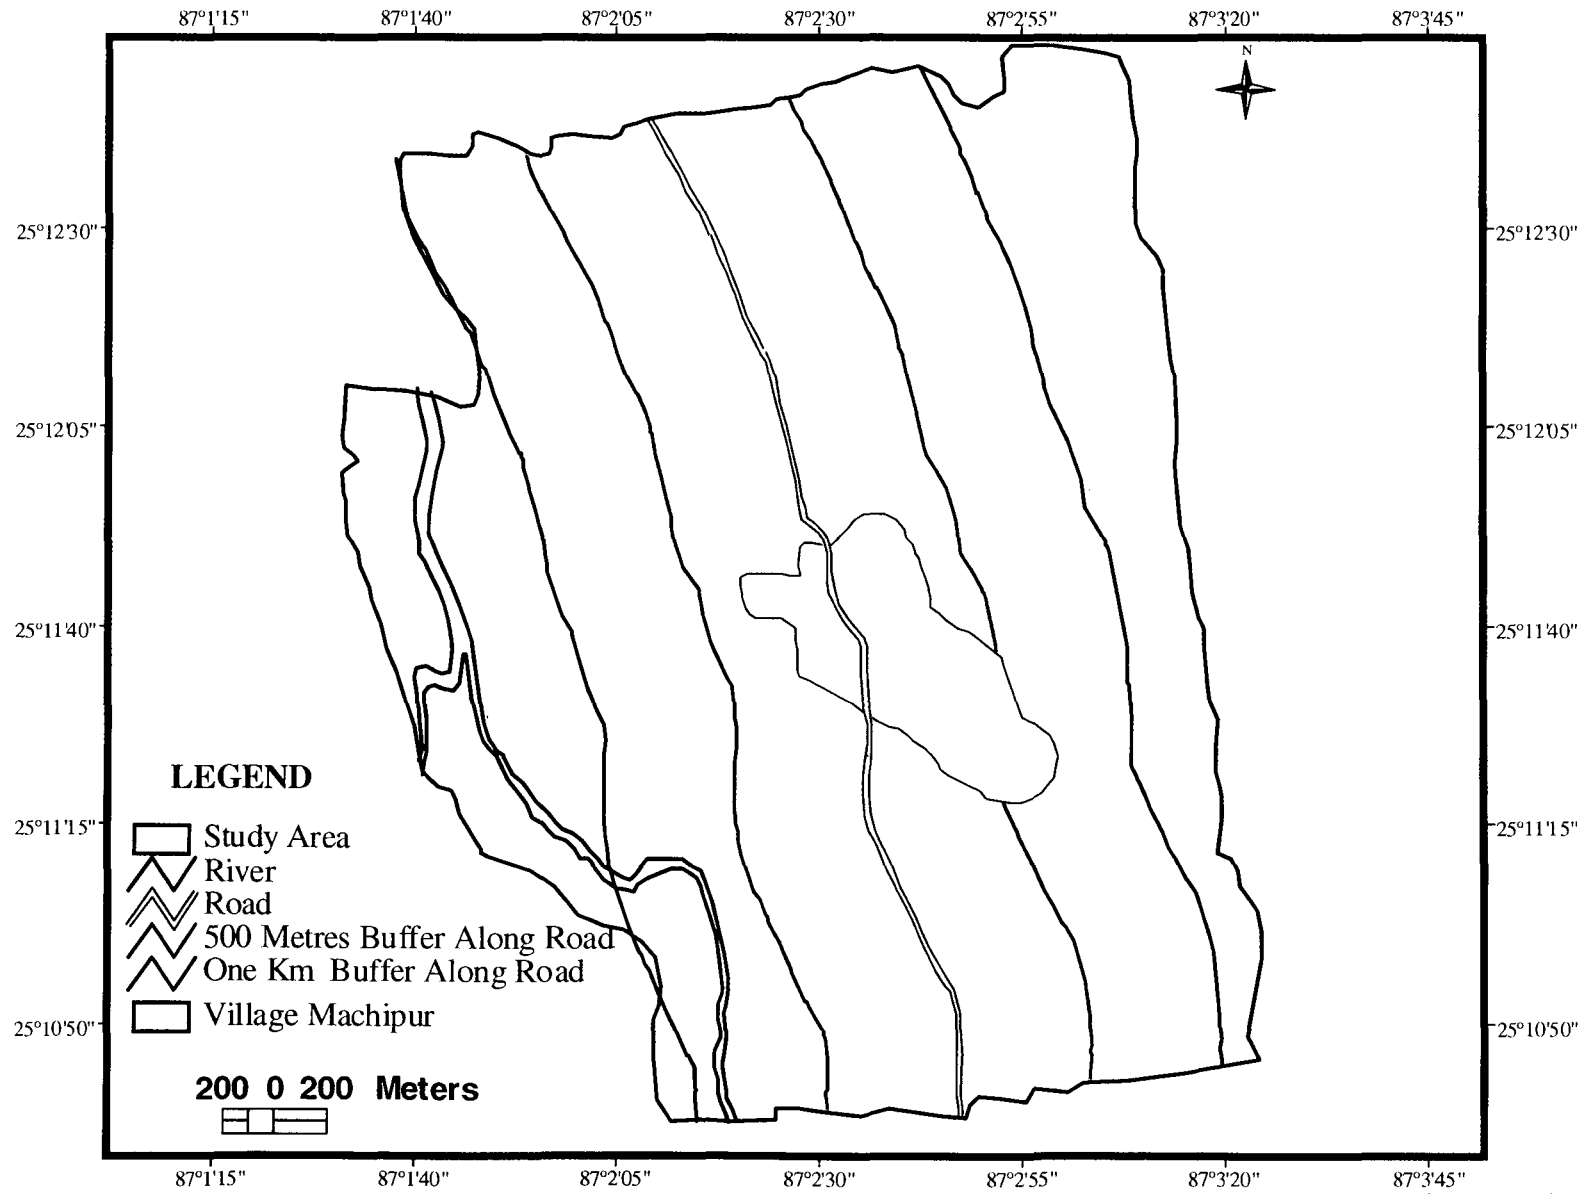 87°1'15" 87°1'40" 87°2'05" 87°2'30" 87°2'55" 87°3'20" 87°3'45"
N
25°12'30" 25°12'30"
25°12'05" 25°12'05"
25°11'40" 25°11'40"
LEGEND
25°11'15" 25°11'15"
Study Area
River
Road
500 Metres Buffer Along Road
One Km Buffer Along Road
Village Machipur
25°10'50" 25°10'50"
200 0 200 Meters
87°1'15" 87°1'40" 87°2'05" 87°2'30" 87°2'55" 87°3'20" 87°3'45"